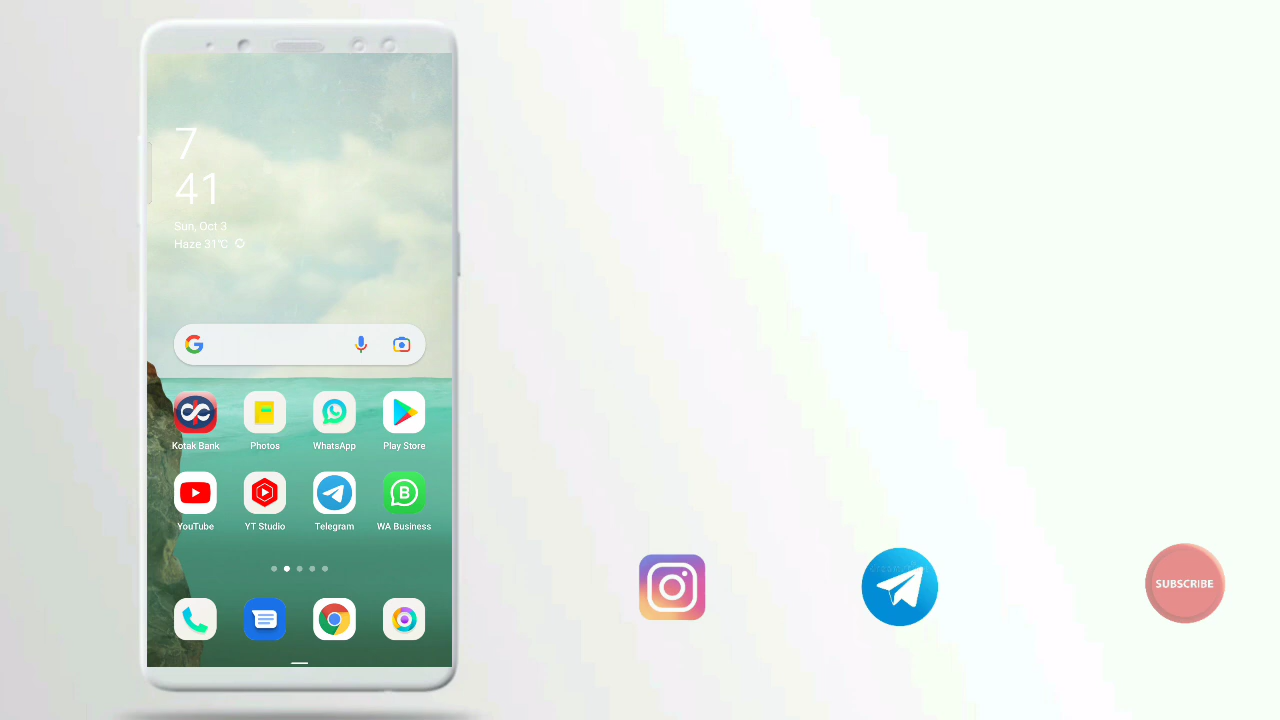 7
41
Sun, Oct 3
Haze 31°C
Kotak Bank
Photos
WhatsApp
Play Store
YouTube
YT Studio
Telegram
WA Business
B
SUBSCRIBE